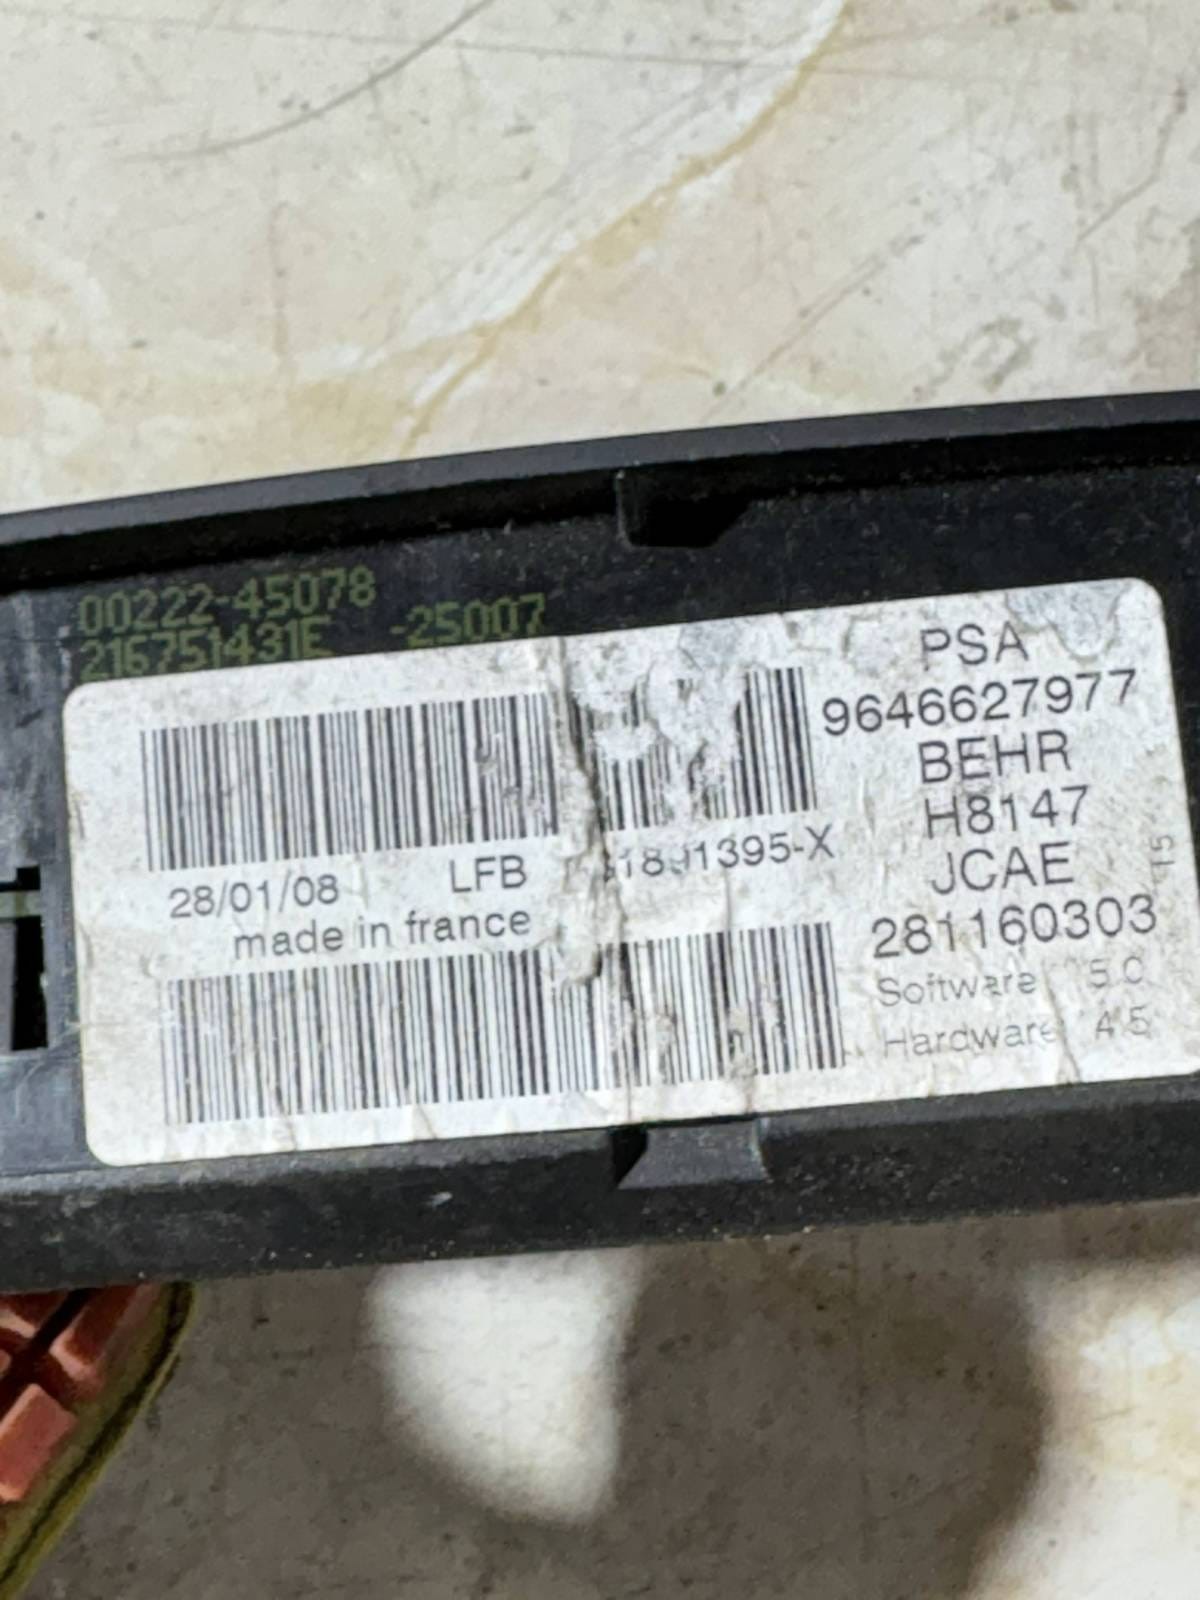 00222-45078 -25007
216751431E
PSA
9646627977
BEHR
H8147
JCAE
281160303
Software 5.0
Hardware 4.5
28/01/08 LFB
made in france
15